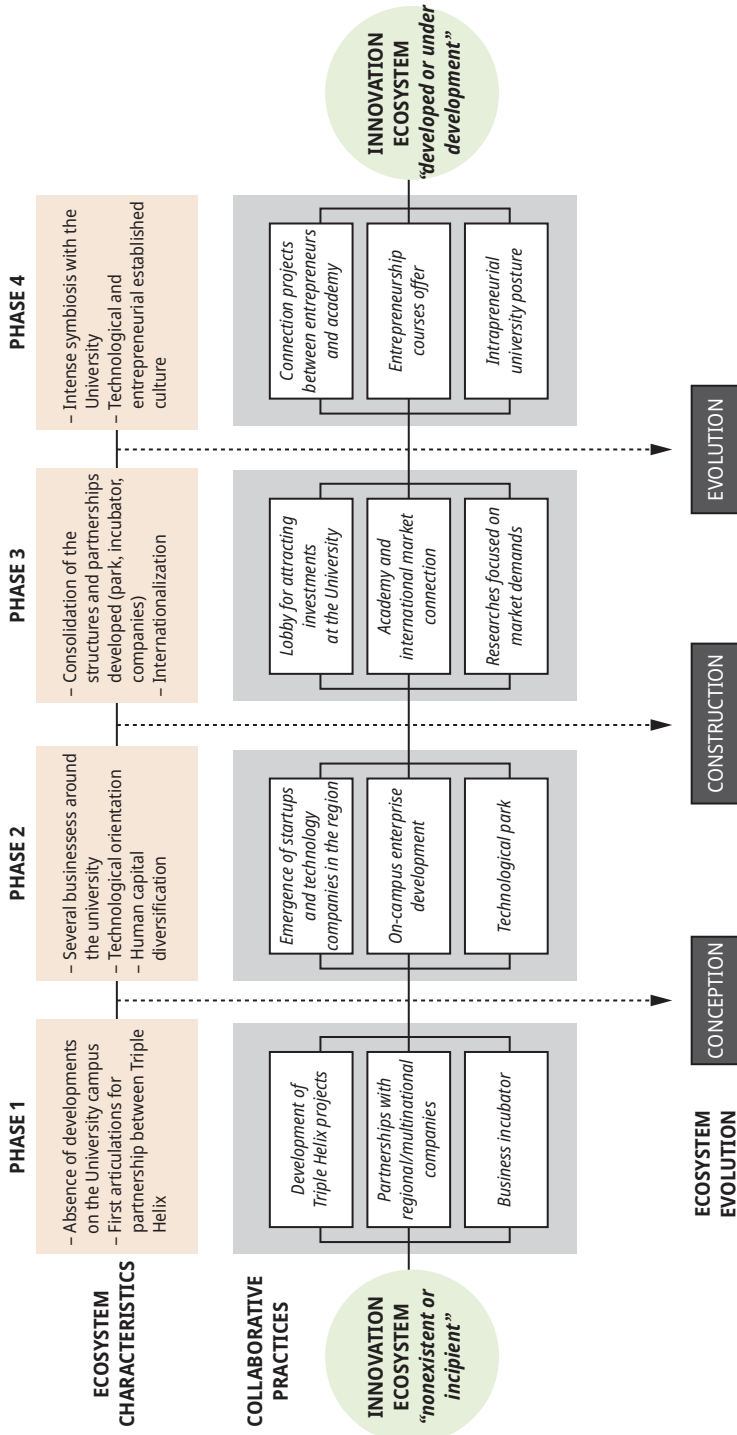 PHASE 1
PHASE 2
PHASE 3
PHASE 4
ECOSYSTEM
CHARACTERISTICS
– Absence of developments
on the University campus
– First articulations for
partnership between Triple
Helix
– Several businessess around
the university
– Technological orientation
– Human capital
diversification
– Consolidation of the
structures and partnerships
developed (park, incubator,
companies)
– Internationalization
– Intense symbiosis with the
University
– Technological and
entrepreneurial established
culture
COLLABORATIVE
PRACTICES
INNOVATION
ECOSYSTEM
“nonexistent or
incipient”
Development of
Triple Helix projects
Partnerships with
regional/multinational
companies
Business incubator
Emergence of startups
and technology
companies in the region
On-campus enterprise
development
Technological park
Lobby for attracting
investments
at the University
Academy and
international market
connection
Researches focused on
market demands
Connection projects
between entrepreneurs
and academy
Entrepreneurship
courses offer
Intrapreneurial
university posture
INNOVATION
ECOSYSTEM
“developed or under
development”
ECOSYSTEM
EVOLUTION
CONCEPTION
CONSTRUCTION
EVOLUTION